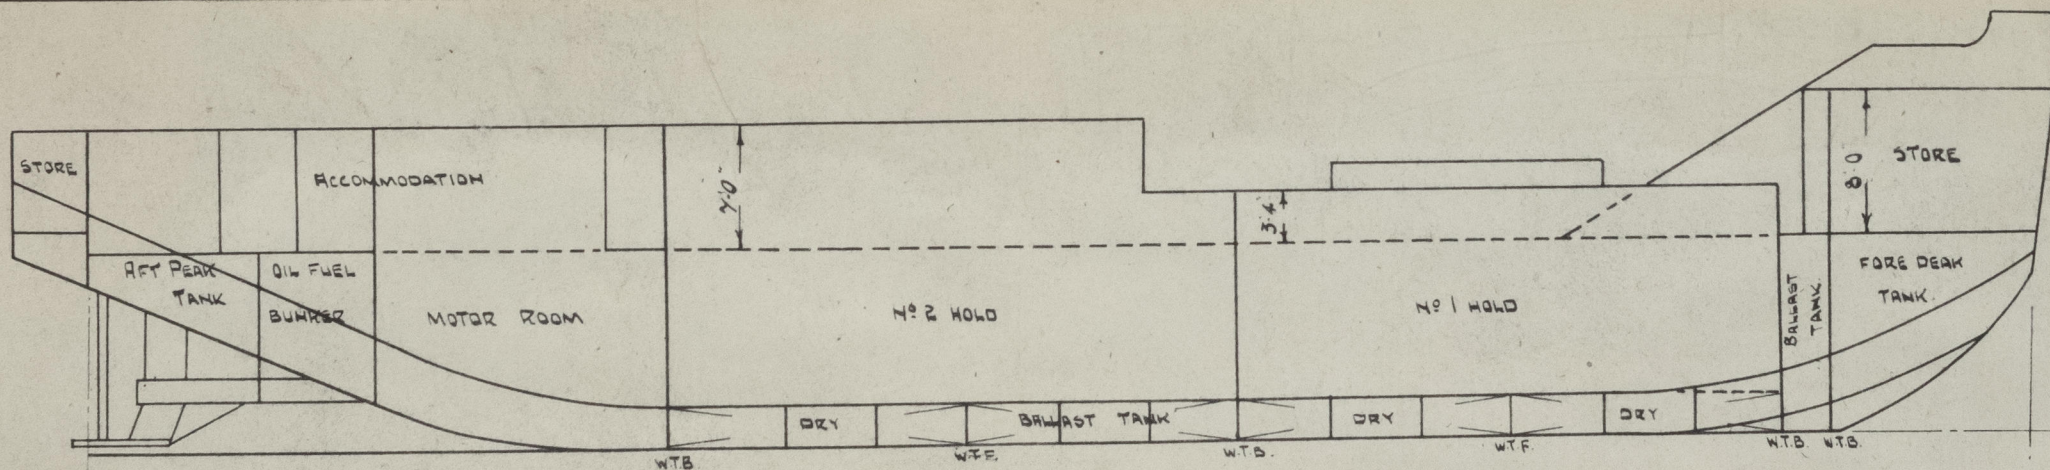 STORE
ACCOMMODATION
7'.0"
3'.4"
8'.0"
STORE
AFT PEAK
TANK
OIL FUEL
BUNKER
MOTOR ROOM
Nº 2 HOLD
Nº 1 HOLD
BALLAST
TANK.
FORE PEAK
TANK.
DRY
BALLAST TANK
DRY
DRY
W.T.B.
W.T.F.
W.T.B.
W.T.F.
W.T.B.
W.T.B.